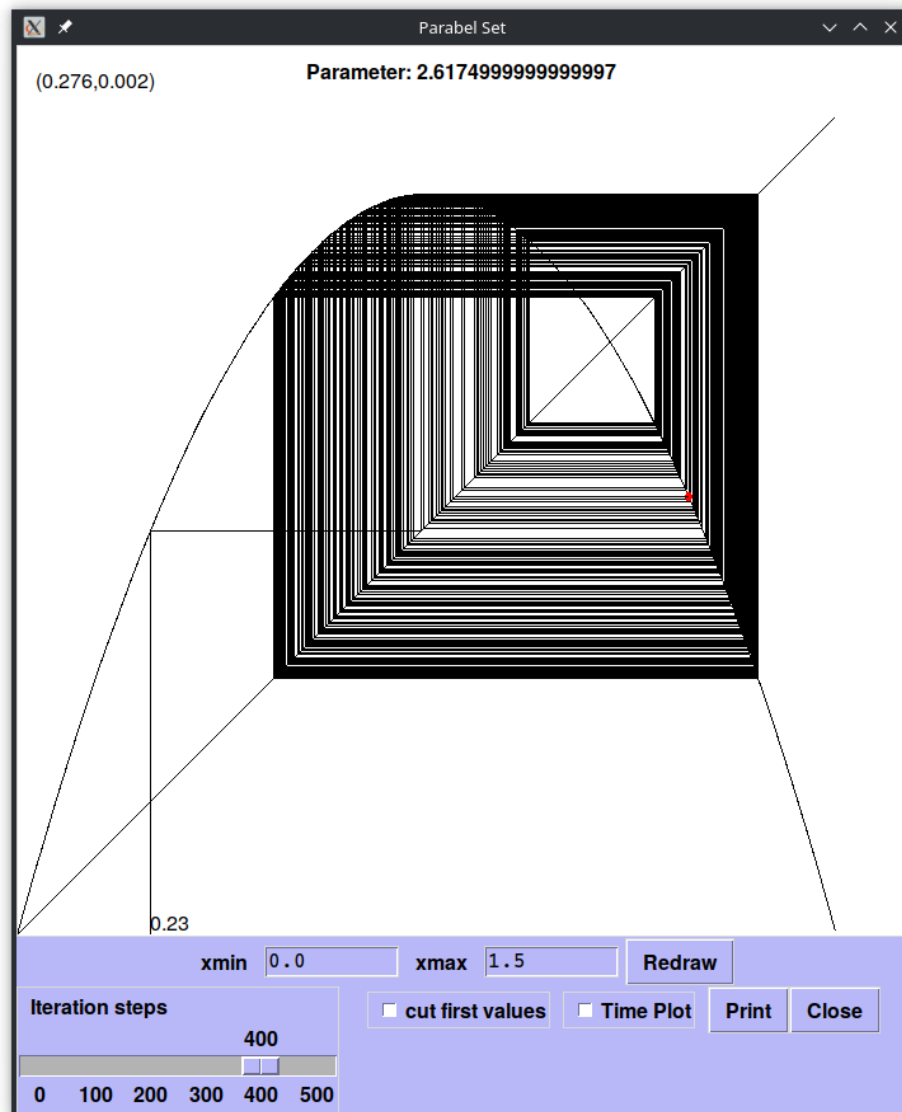 Parabel Set
(0.276,0.002)
Parameter: 2.6174999999999997
0.23
xmin 0.0 xmax 1.5 Redraw
Iteration steps
cut first values Time Plot Print Close
400
0 100 200 300 400 500